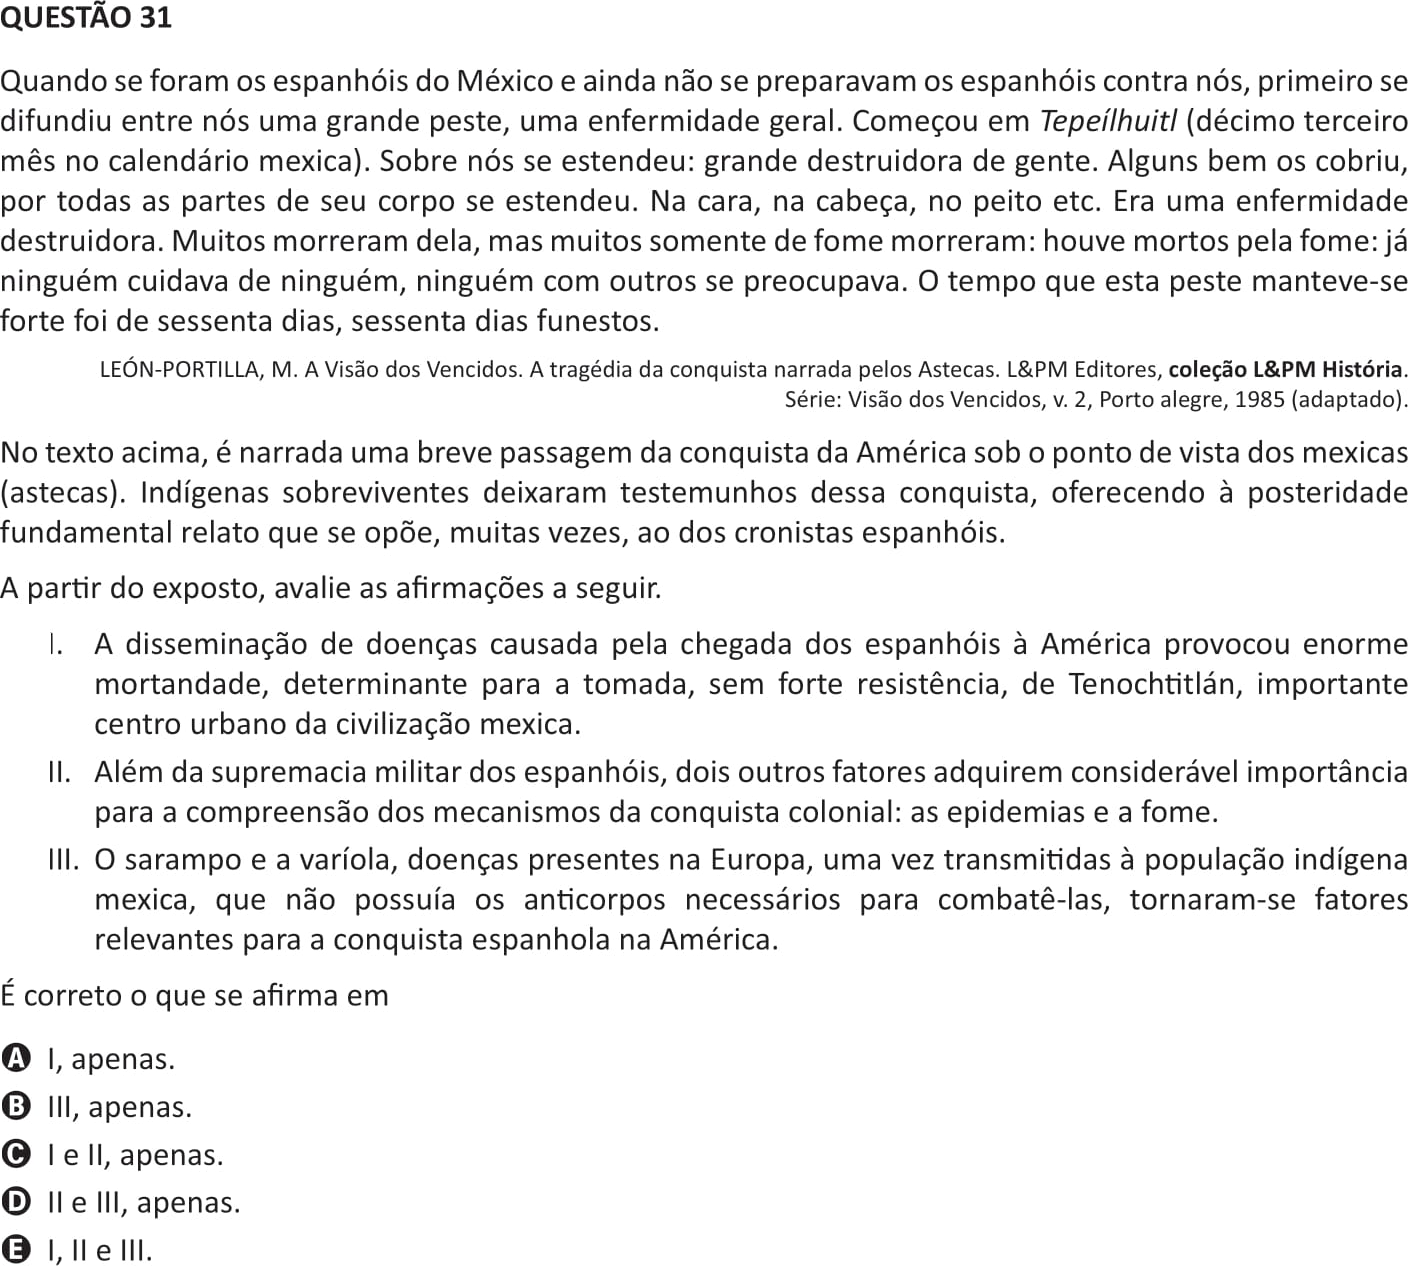 QUESTÃO 31
Quando se foram os espanhóis do México e ainda não se preparavam os espanhóis contra nós, primeiro se
difundiu entre nós uma grande peste, uma enfermidade geral. Começou em Tepeílhuitl (décimo terceiro
mês no calendário mexica). Sobre nós se estendeu: grande destruidora de gente. Alguns bem os cobriu,
por todas as partes de seu corpo se estendeu. Na cara, na cabeça, no peito etc. Era uma enfermidade
destruidora. Muitos morreram dela, mas muitos somente de fome morreram: houve mortos pela fome: já
ninguém cuidava de ninguém, ninguém com outros se preocupava. O tempo que esta peste manteve-se
forte foi de sessenta dias, sessenta dias funestos.
LEÓN-PORTILLA, M. A Visão dos Vencidos. A tragédia da conquista narrada pelos Astecas. L&PM Editores, coleção L&PM História.
Série: Visão dos Vencidos, v. 2, Porto alegre, 1985 (adaptado).
No texto acima, é narrada uma breve passagem da conquista da América sob o ponto de vista dos mexicas
(astecas). Indígenas sobreviventes deixaram testemunhos dessa conquista, oferecendo à posteridade
fundamental relato que se opõe, muitas vezes, ao dos cronistas espanhóis.
A partir do exposto, avalie as afirmações a seguir.
I. A disseminação de doenças causada pela chegada dos espanhóis à América provocou enorme
mortandade, determinante para a tomada, sem forte resistência, de Tenochtitlán, importante
centro urbano da civilização mexica.
II. Além da supremacia militar dos espanhóis, dois outros fatores adquirem considerável importância
para a compreensão dos mecanismos da conquista colonial: as epidemias e a fome.
III. O sarampo e a varíola, doenças presentes na Europa, uma vez transmitidas à população indígena
mexica, que não possuía os anticorpos necessários para combatê-las, tornaram-se fatores
relevantes para a conquista espanhola na América.
É correto o que se afirma em
A I, apenas.
B III, apenas.
C I e II, apenas.
D II e III, apenas.
E I, II e III.